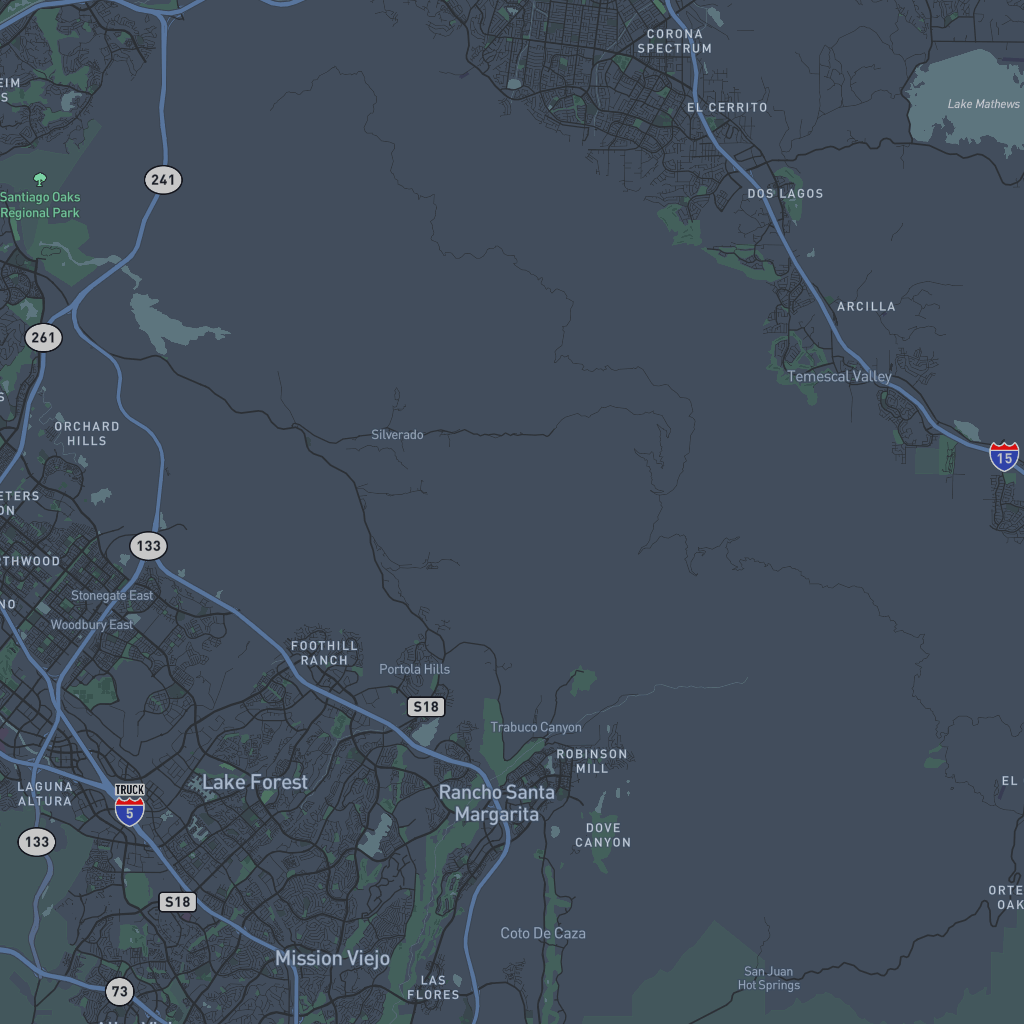 CORONA
SPECTRUM
EIM
S
EL CERRITO
Lake Mathews
241
Santiago Oaks
Regional Park
DOS LAGOS
ARCILLA
261
Temescal Valley
S
ORCHARD
HILLS
Silverado
15
ETERS
ON
133
RTHWOOD
Stonegate East
NO
Woodbury East
FOOTHILL
RANCH
Portola Hills
S18
Trabuco Canyon
ROBINSON
MILL
Lake Forest
EL
LAGUNA
ALTURA
TRUCK
5
Rancho Santa
Margarita
133
DOVE
CANYON
S18
ORTE
OAK
Coto De Caza
Mission Viejo
San Juan
Hot Springs
LAS
FLORES
73